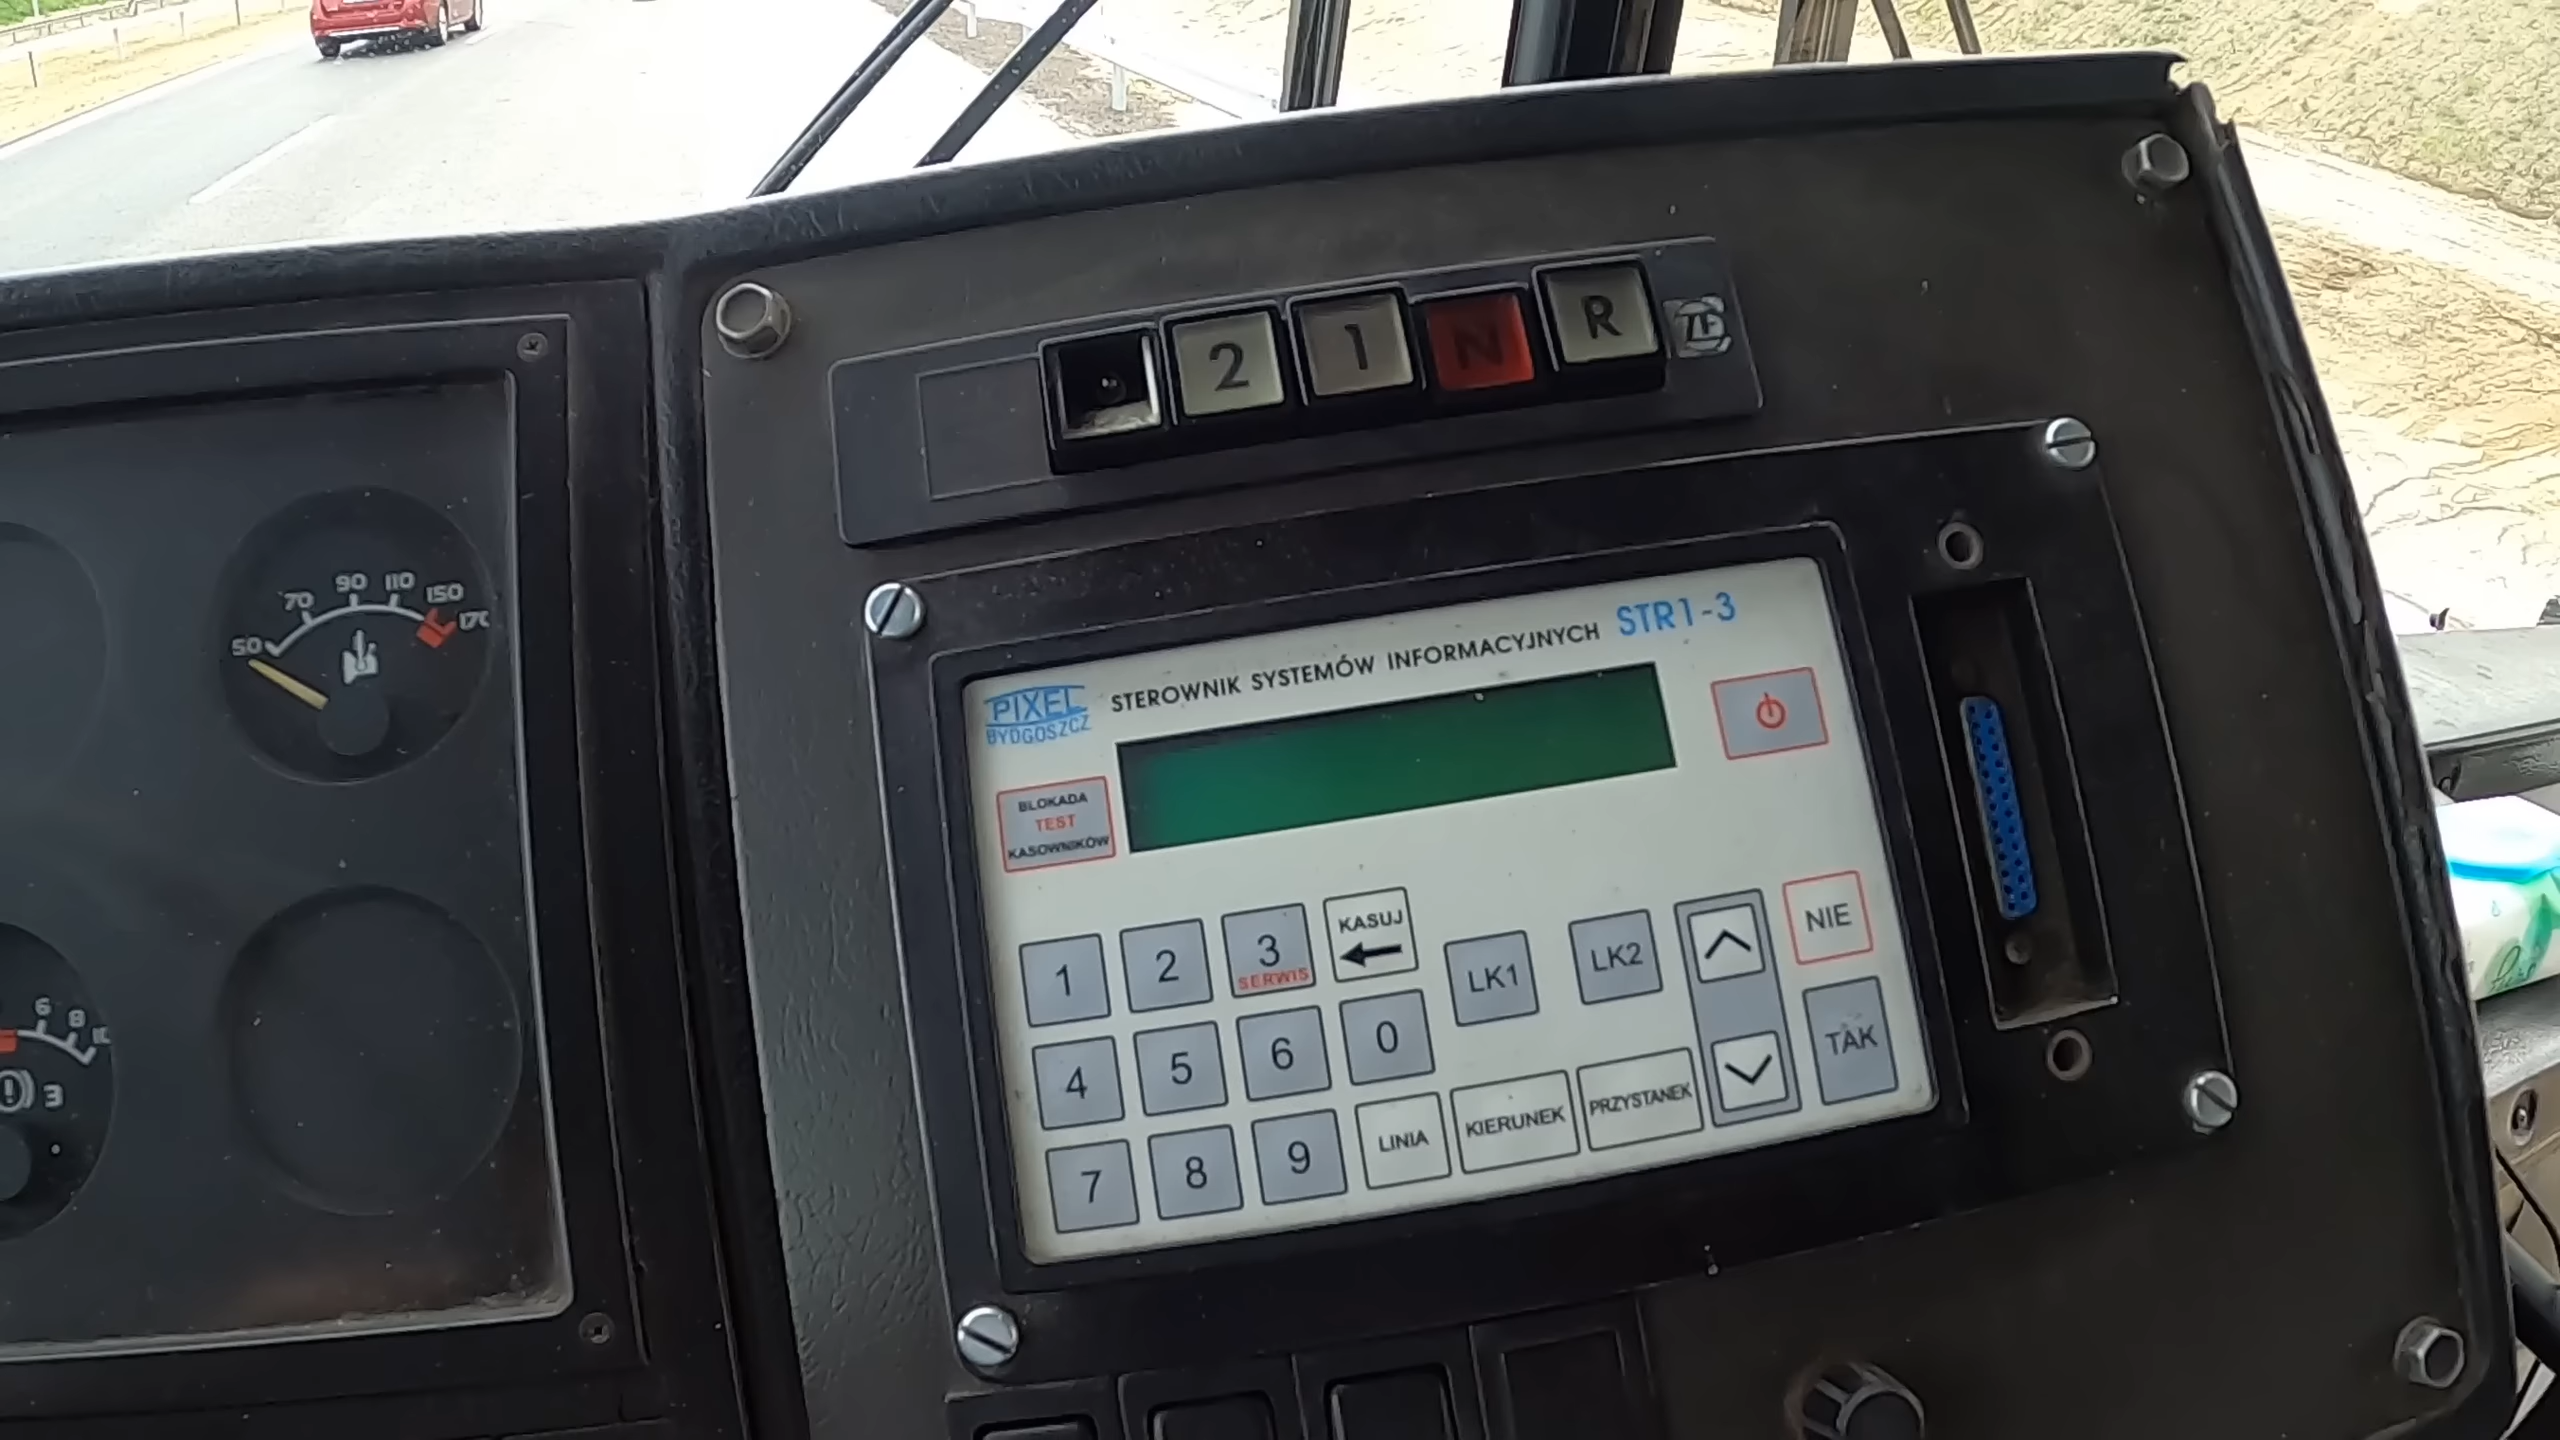 2 1 N R ZF
50 70 90 110 150
STEROWNIK SYSTEMÓW INFORMACYJNYCH STR1-3
PIXEL
BYDGOSZCZ
BLOKADA
TEST
KASOWNIKÓW
1 2 3 KASUJ
SERWIS
LK1 LK2 NIE
4 5 6 0
TAK
7 8 9 LINIA KIERUNEK PRZYSTANEK
6 8
3